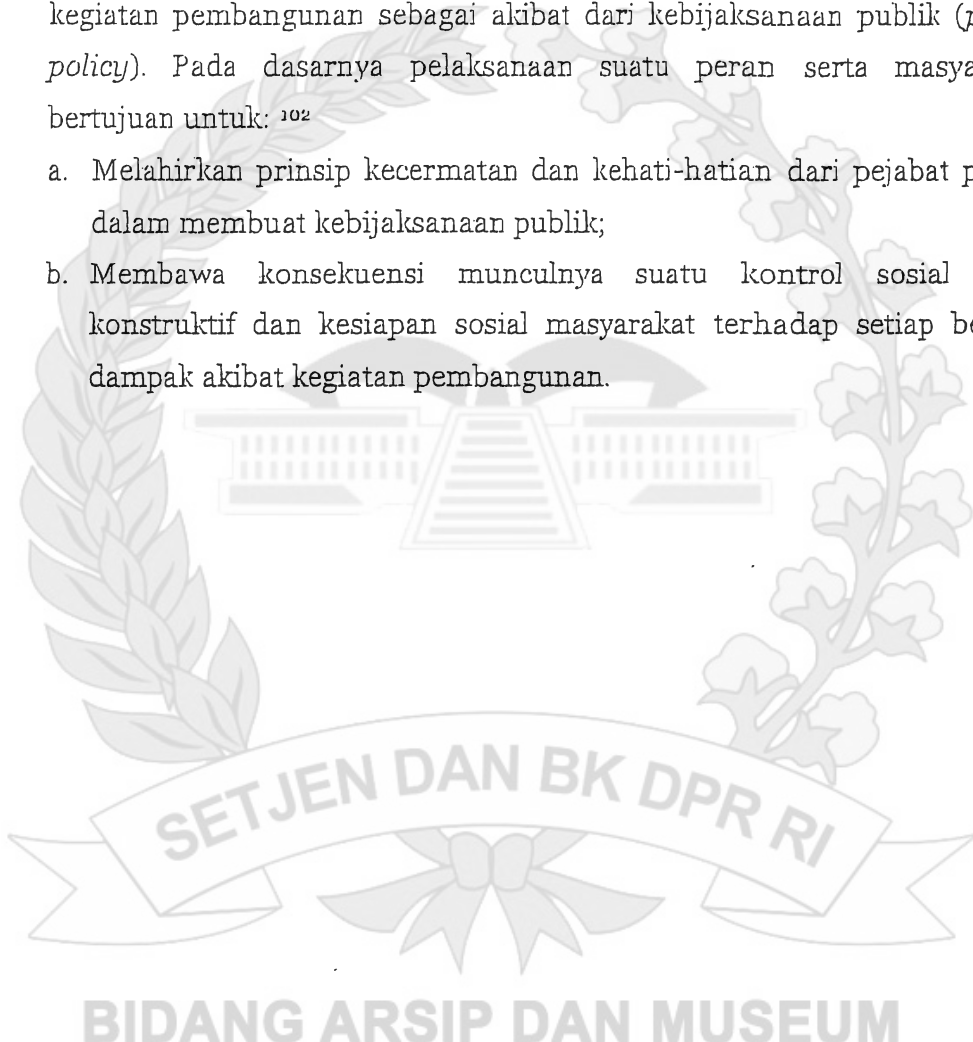 kegiatan pembangunan sebagai akibat dari kebijaksanaan publik (
policy). Pada dasarnya pelaksanaan suatu peran serta
bertujuan untuk: 102
a. Melahirkan prinsip kecermatan dan kehati-hatian dari pejabat
dalam membuat kebijaksanaan publik;
b. Membawa konsekuensi munculnya suatu kontrol sosial
konstruktif dan kesiapan sosial masyarakat terhadap setiap
dampak akibat kegiatan pembangunan.
SETJEN DAN BK DPR RI
BIDANG ARSIP DAN MUSEUM